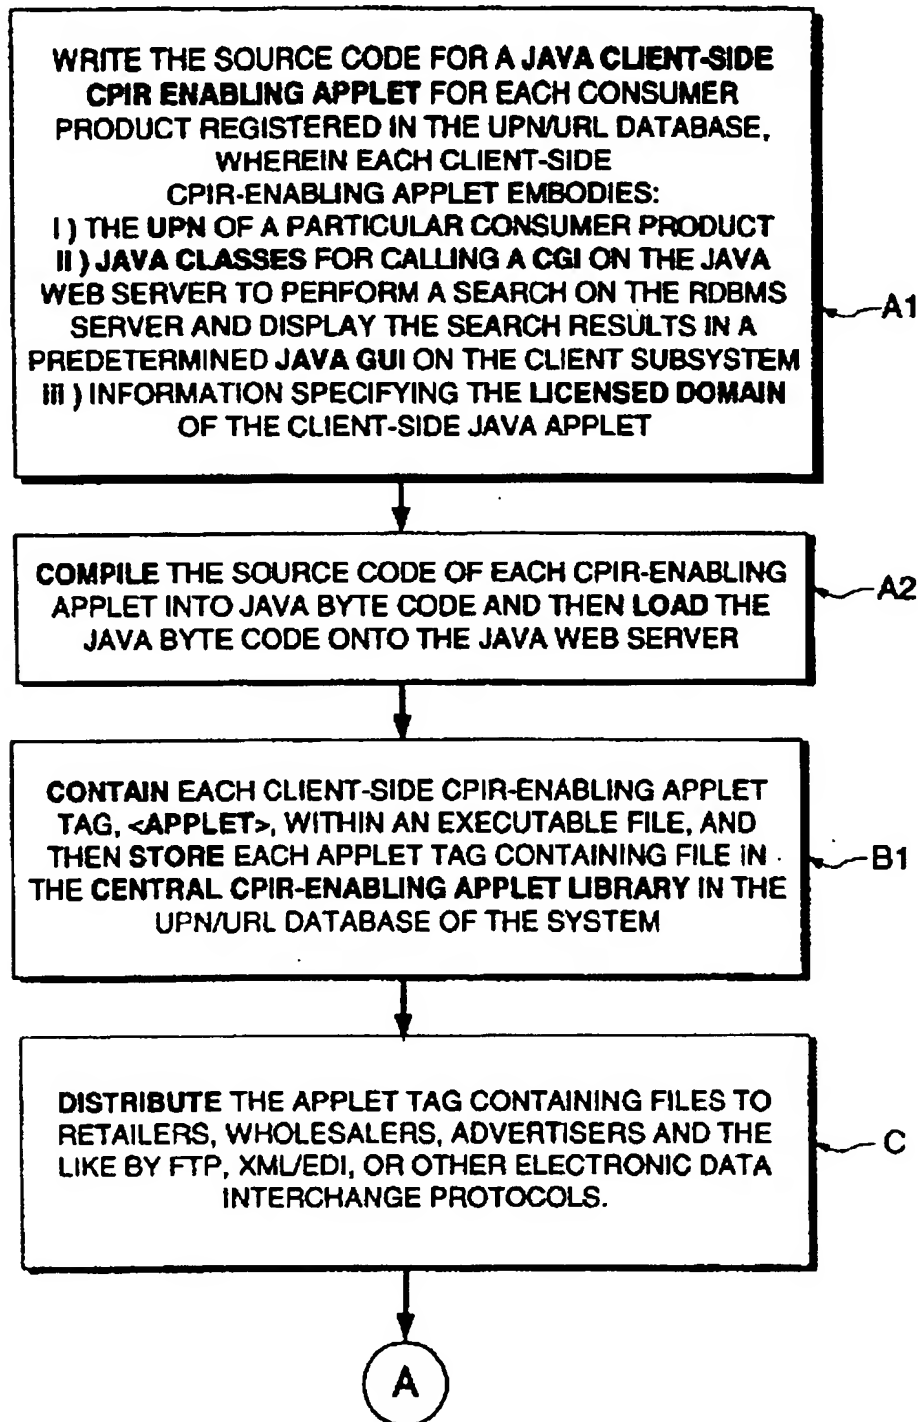 WRITE THE SOURCE CODE FOR A JAVA CLIENT-SIDE
CPIR ENABLING APPLET FOR EACH CONSUMER
PRODUCT REGISTERED IN THE UPN/URL DATABASE,
WHEREIN EACH CLIENT-SIDE
CPIR-ENABLING APPLET EMBODIES:
I ) THE UPN OF A PARTICULAR CONSUMER PRODUCT
II ) JAVA CLASSES FOR CALLING A CGI ON THE JAVA
WEB SERVER TO PERFORM A SEARCH ON THE RDBMS
SERVER AND DISPLAY THE SEARCH RESULTS IN A
PREDETERMINED JAVA GUI ON THE CLIENT SUBSYSTEM
III ) INFORMATION SPECIFYING THE LICENSED DOMAIN
OF THE CLIENT-SIDE JAVA APPLET
A1
COMPILE THE SOURCE CODE OF EACH CPIR-ENABLING
APPLET INTO JAVA BYTE CODE AND THEN LOAD THE
JAVA BYTE CODE ONTO THE JAVA WEB SERVER
A2
CONTAIN EACH CLIENT-SIDE CPIR-ENABLING APPLET
TAG, <APPLET>, WITHIN AN EXECUTABLE FILE, AND
THEN STORE EACH APPLET TAG CONTAINING FILE IN
THE CENTRAL CPIR-ENABLING APPLET LIBRARY IN THE
UPN/URL DATABASE OF THE SYSTEM
B1
DISTRIBUTE THE APPLET TAG CONTAINING FILES TO
RETAILERS, WHOLESALERS, ADVERTISERS AND THE
LIKE BY FTP, XML/EDI, OR OTHER ELECTRONIC DATA
INTERCHANGE PROTOCOLS.
C
A